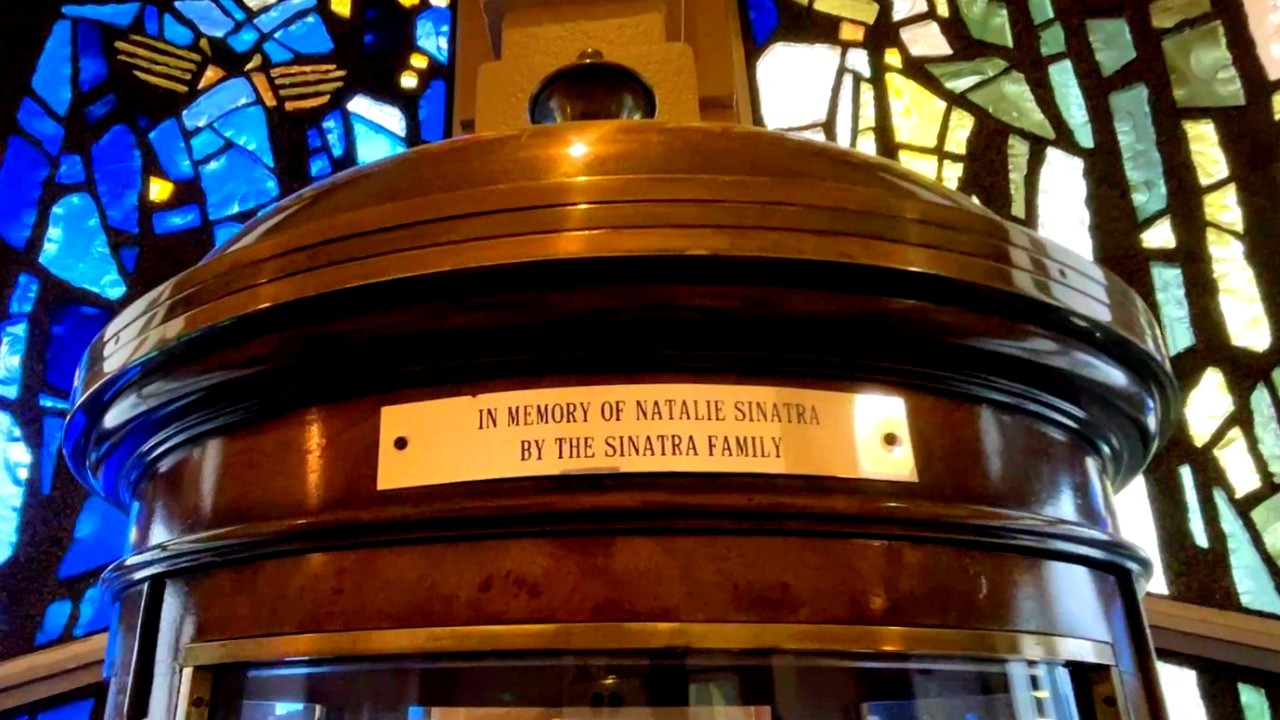 IN MEMORY OF NATALIE SINATRA
BY THE SINATRA FAMILY